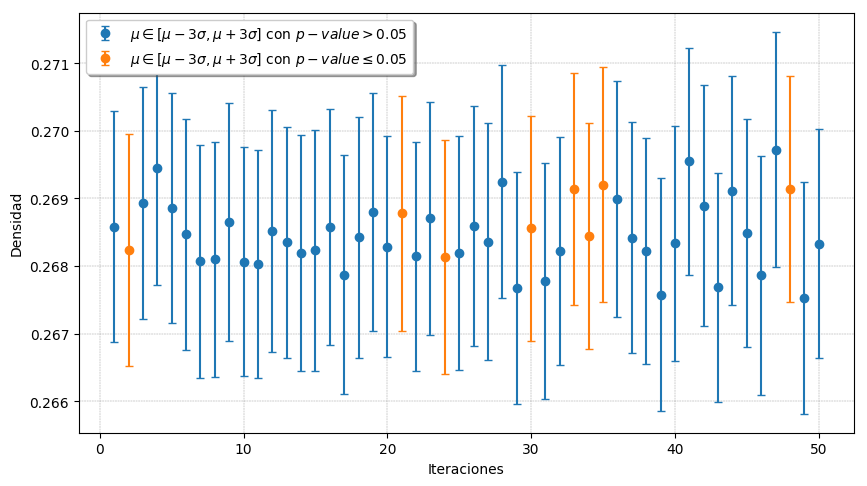 μ ∈ [μ − 3σ, μ + 3σ] con p − value > 0.05
μ ∈ [μ − 3σ, μ + 3σ] con p − value ≤ 0.05
0.271
0.270
0.269
0.268
0.267
0.266
Densidad
0 10 20 30 40 50
Iteraciones